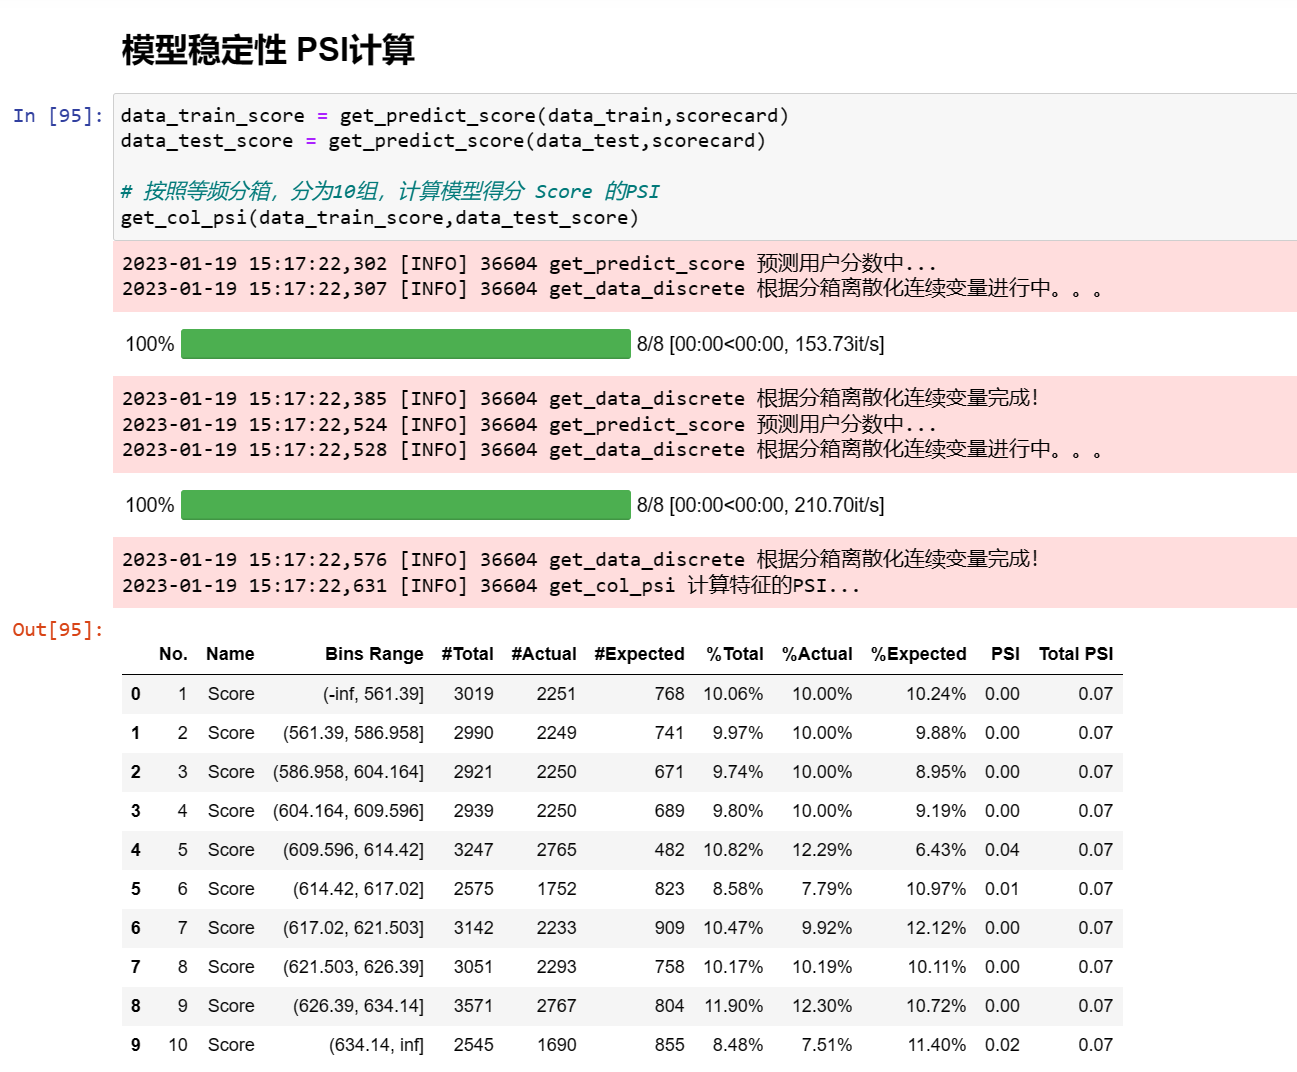 模型稳定性 PSI计算
In [95]: data_train_score = get_predict_score(data_train,scorecard)
data_test_score = get_predict_score(data_test,scorecard)
# 按照等频分箱，分为10组，计算模型得分 Score 的PSI
get_col_psi(data_train_score,data_test_score)
2023-01-19 15:17:22,302 [INFO] 36604 get_predict_score 预测用户分数中...
2023-01-19 15:17:22,307 [INFO] 36604 get_data_discrete 根据分箱离散化连续变量进行中。。。
100% 8/8 [00:00<00:00, 153.73it/s]
2023-01-19 15:17:22,385 [INFO] 36604 get_data_discrete 根据分箱离散化连续变量完成！
2023-01-19 15:17:22,524 [INFO] 36604 get_predict_score 预测用户分数中...
2023-01-19 15:17:22,528 [INFO] 36604 get_data_discrete 根据分箱离散化连续变量进行中。。。
100% 8/8 [00:00<00:00, 210.70it/s]
2023-01-19 15:17:22,576 [INFO] 36604 get_data_discrete 根据分箱离散化连续变量完成！
2023-01-19 15:17:22,631 [INFO] 36604 get_col_psi 计算特征的PSI...
Out[95]:
No. Name Bins Range #Total #Actual #Expected %Total %Actual %Expected PSI Total PSI
0 1 Score (-inf, 561.39] 3019 2251 768 10.06% 10.00% 10.24% 0.00 0.07
1 2 Score (561.39, 586.958] 2990 2249 741 9.97% 10.00% 9.88% 0.00 0.07
2 3 Score (586.958, 604.164] 2921 2250 671 9.74% 10.00% 8.95% 0.00 0.07
3 4 Score (604.164, 609.596] 2939 2250 689 9.80% 10.00% 9.19% 0.00 0.07
4 5 Score (609.596, 614.42] 3247 2765 482 10.82% 12.29% 6.43% 0.04 0.07
5 6 Score (614.42, 617.02] 2575 1752 823 8.58% 7.79% 10.97% 0.01 0.07
6 7 Score (617.02, 621.503] 3142 2233 909 10.47% 9.92% 12.12% 0.00 0.07
7 8 Score (621.503, 626.39] 3051 2293 758 10.17% 10.19% 10.11% 0.00 0.07
8 9 Score (626.39, 634.14] 3571 2767 804 11.90% 12.30% 10.72% 0.00 0.07
9 10 Score (634.14, inf] 2545 1690 855 8.48% 7.51% 11.40% 0.02 0.07